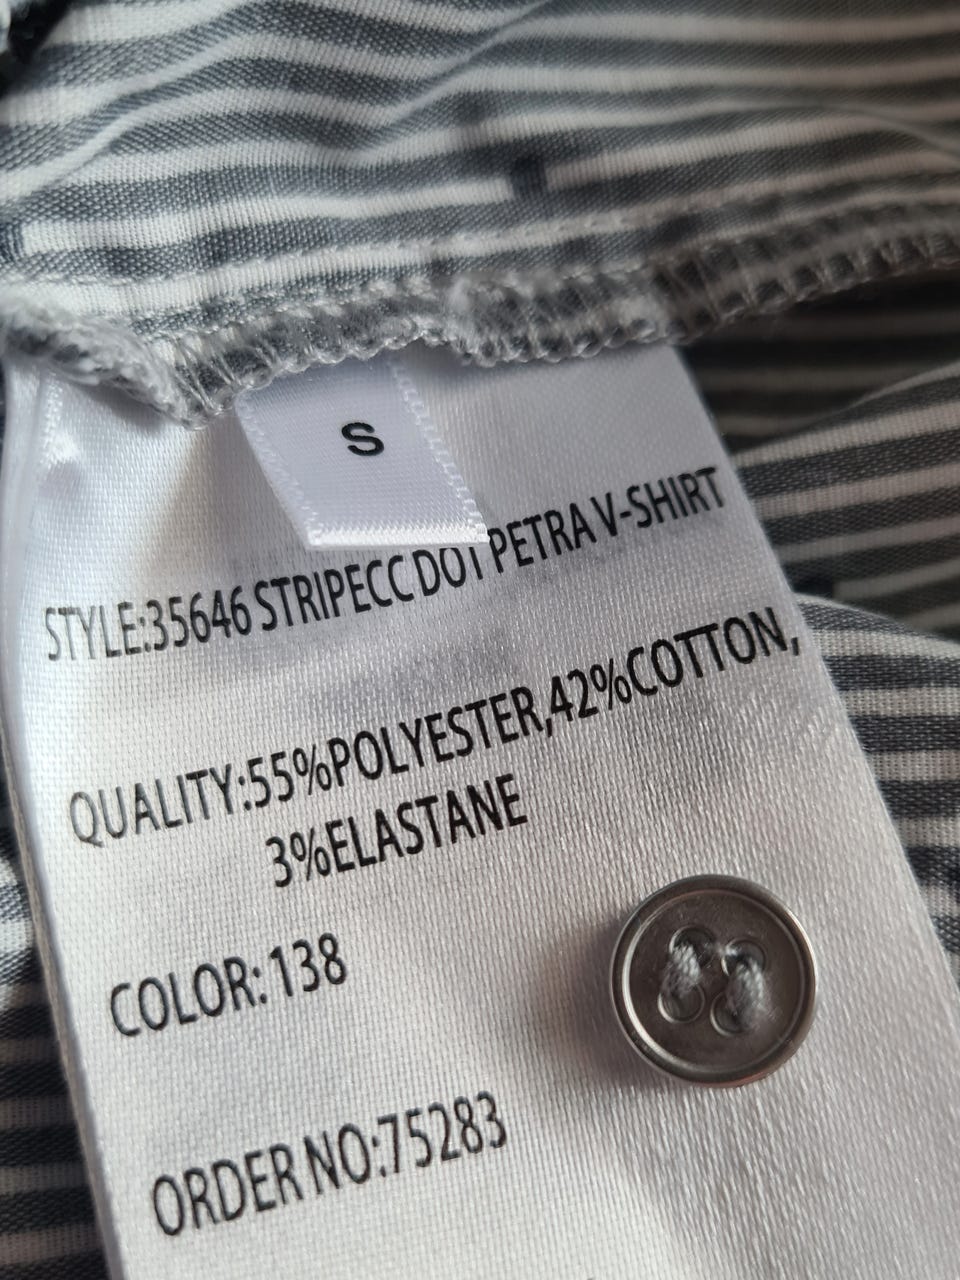 S
STYLE:35646 STRIPECC DOT PETRA V-SHIRT
QUALITY:55%POLYESTER,42%COTTON,
3%ELASTANE
COLOR: 138
ORDER NO:75283